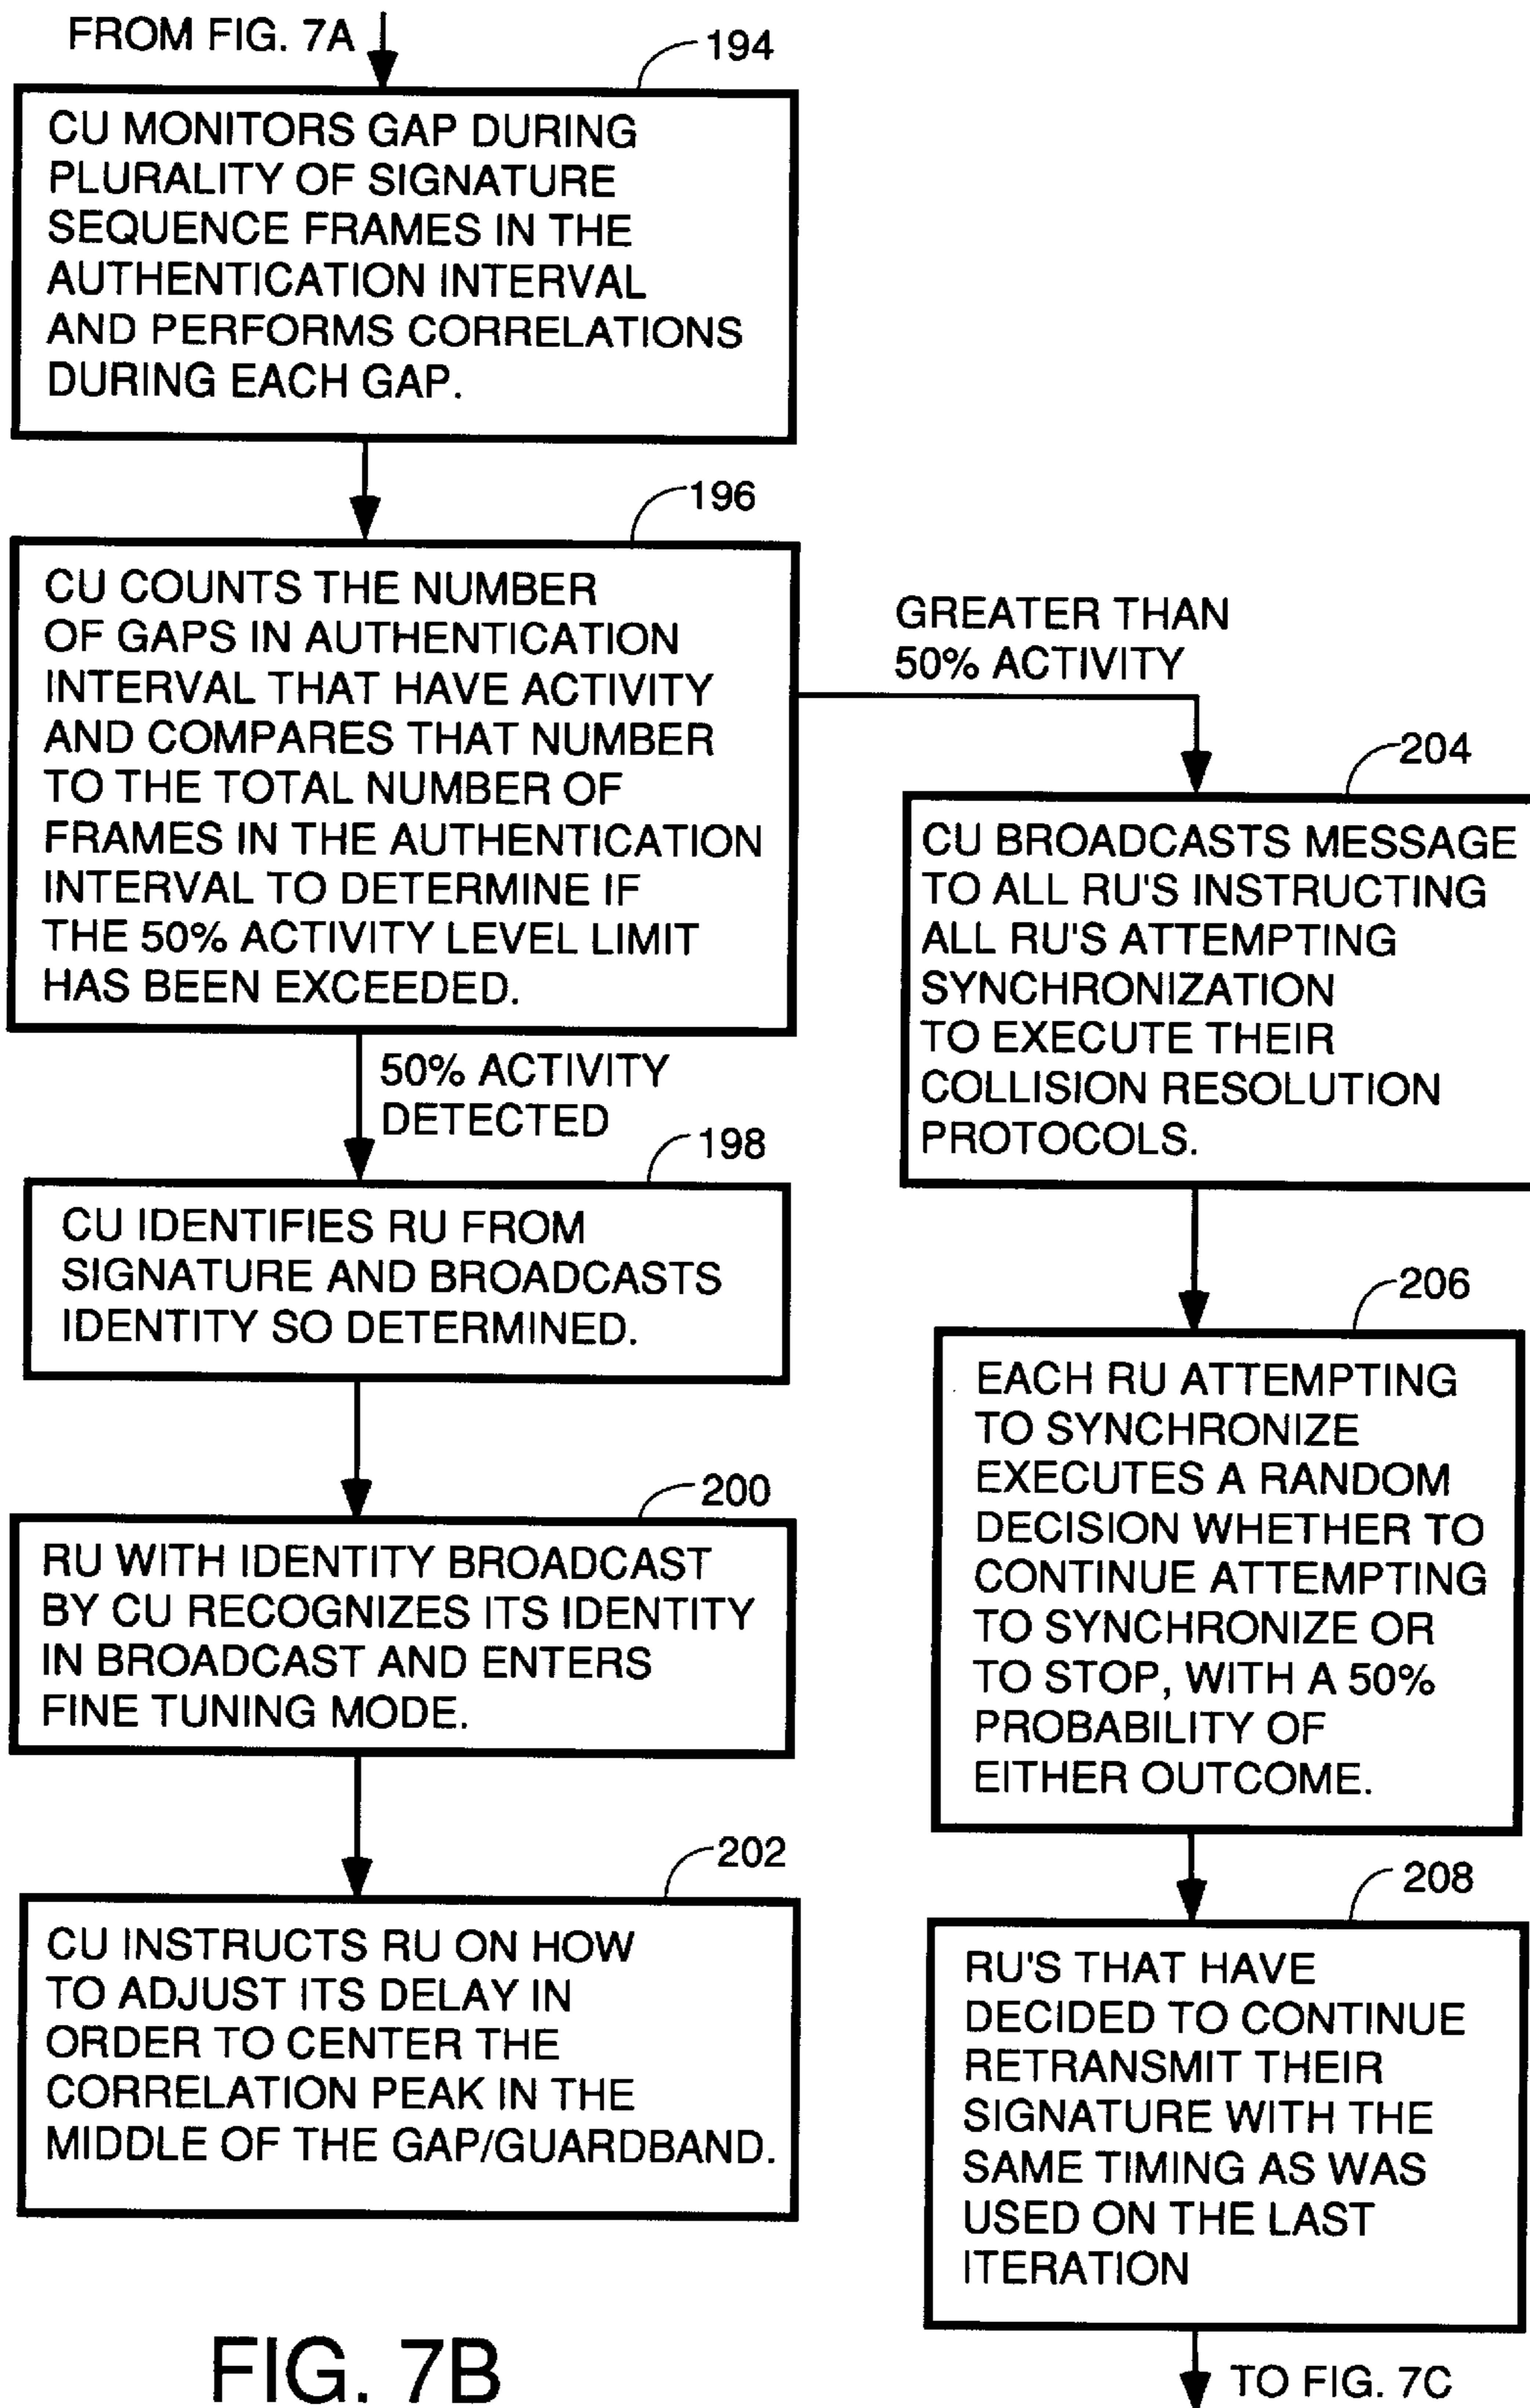 FROM FIG. 7A
194
CU MONITORS GAP DURING
PLURALITY OF SIGNATURE
SEQUENCE FRAMES IN THE
AUTHENTICATION INTERVAL
AND PERFORMS CORRELATIONS
DURING EACH GAP.
196
CU COUNTS THE NUMBER
OF GAPS IN AUTHENTICATION
INTERVAL THAT HAVE ACTIVITY
AND COMPARES THAT NUMBER
TO THE TOTAL NUMBER OF
FRAMES IN THE AUTHENTICATION
INTERVAL TO DETERMINE IF
THE 50% ACTIVITY LEVEL LIMIT
HAS BEEN EXCEEDED.
50% ACTIVITY
DETECTED
198
CU IDENTIFIES RU FROM
SIGNATURE AND BROADCASTS
IDENTITY SO DETERMINED.
200
RU WITH IDENTITY BROADCAST
BY CU RECOGNIZES ITS IDENTITY
IN BROADCAST AND ENTERS
FINE TUNING MODE.
202
CU INSTRUCTS RU ON HOW
TO ADJUST ITS DELAY IN
ORDER TO CENTER THE
CORRELATION PEAK IN THE
MIDDLE OF THE GAP/GUARDBAND.
GREATER THAN
50% ACTIVITY
204
CU BROADCASTS MESSAGE
TO ALL RU'S INSTRUCTING
ALL RU'S ATTEMPTING
SYNCHRONIZATION
TO EXECUTE THEIR
COLLISION RESOLUTION
PROTOCOLS.
206
EACH RU ATTEMPTING
TO SYNCHRONIZE
EXECUTES A RANDOM
DECISION WHETHER TO
CONTINUE ATTEMPTING
TO SYNCHRONIZE OR
TO STOP, WITH A 50%
PROBABILITY OF
EITHER OUTCOME.
208
RU'S THAT HAVE
DECIDED TO CONTINUE
RETRANSMIT THEIR
SIGNATURE WITH THE
SAME TIMING AS WAS
USED ON THE LAST
ITERATION
TO FIG. 7C
FIG. 7B